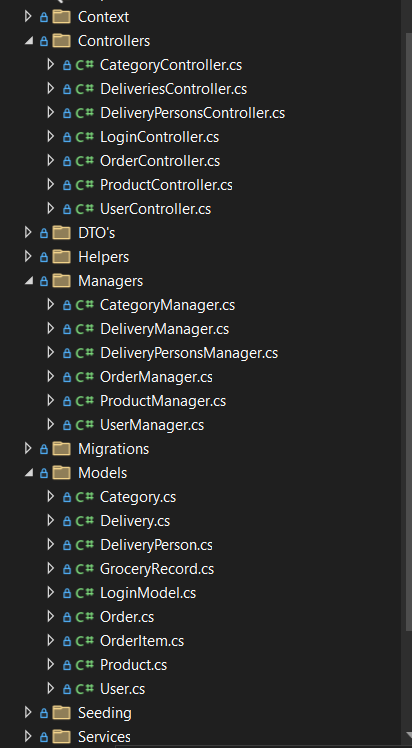 Context
Controllers
C# CategoryController.cs
C# DeliveriesController.cs
C# DeliveryPersonsController.cs
C# LoginController.cs
C# OrderController.cs
C# ProductController.cs
C# UserController.cs
DTO's
Helpers
Managers
C# CategoryManager.cs
C# DeliveryManager.cs
C# DeliveryPersonsManager.cs
C# OrderManager.cs
C# ProductManager.cs
C# UserManager.cs
Migrations
Models
C# Category.cs
C# Delivery.cs
C# DeliveryPerson.cs
C# GroceryRecord.cs
C# LoginModel.cs
C# Order.cs
C# OrderItem.cs
C# Product.cs
C# User.cs
Seeding
Services